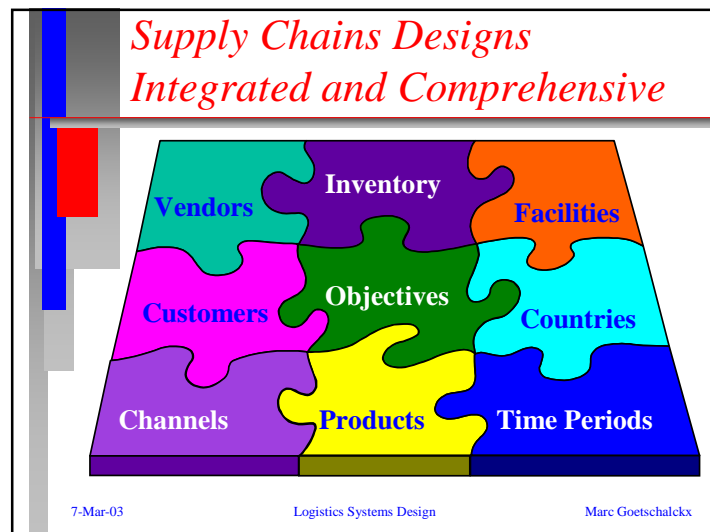 Supply Chains Designs
Integrated and Comprehensive
Vendors
Inventory
Facilities
Customers
Objectives
Countries
Channels
Products
Time Periods
7-Mar-03
Logistics Systems Design
Marc Goetschalckx